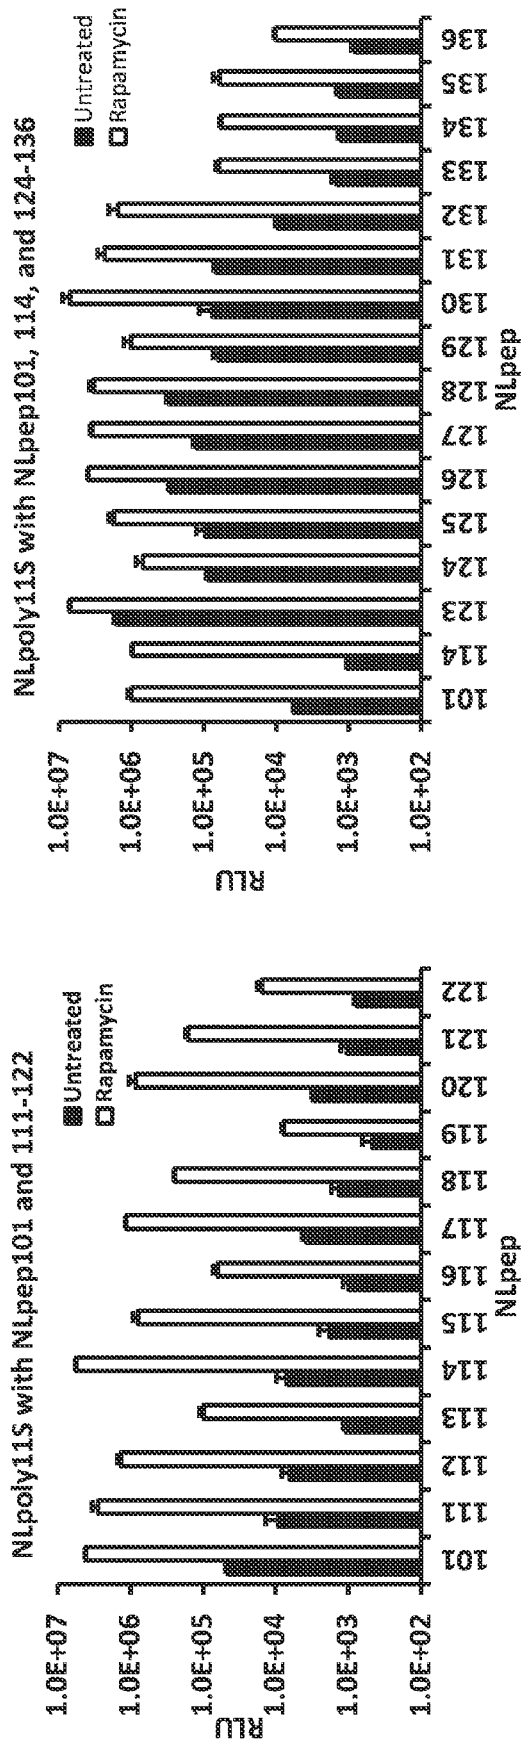 NLpoly11S with NLpep101 and 111-122
Untreated
Rapamycin
1.0E+07
1.0E+06
1.0E+05
1.0E+04
1.0E+03
1.0E+02
RLU
101 111 112 113 114 115 116 117 118 119 120 121 122
NLpep
NLpoly11S with NLpep101, 114, and 124-136
Untreated
Rapamycin
1.0E+07
1.0E+06
1.0E+05
1.0E+04
1.0E+03
1.0E+02
RLU
101 114 123 124 125 126 127 128 129 130 131 132 133 134 135 136
NLpep